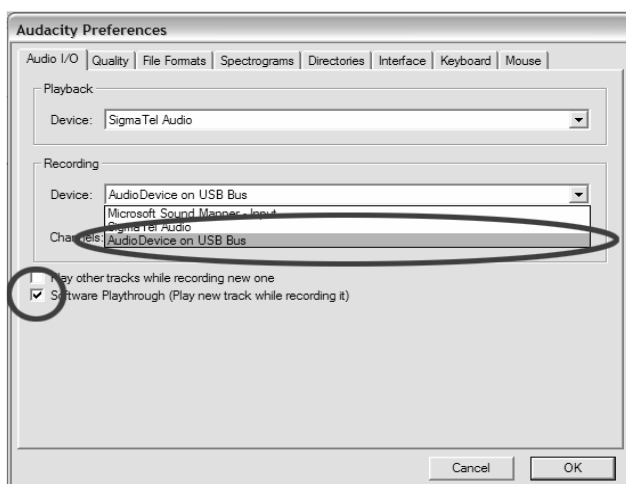 Audacity Preferences
Audio I/O Quality File Formats Spectrograms Directories Interface Keyboard Mouse
Playback
Device: SigmaTel Audio
Recording
Device: AudioDevice on USB Bus
Microsoft Sound Mapper - Input
SigmaTel Audio
Channels: AudioDevice on USB Bus
Play other tracks while recording new one
Software Playthrough (Play new track while recording it)
Cancel OK